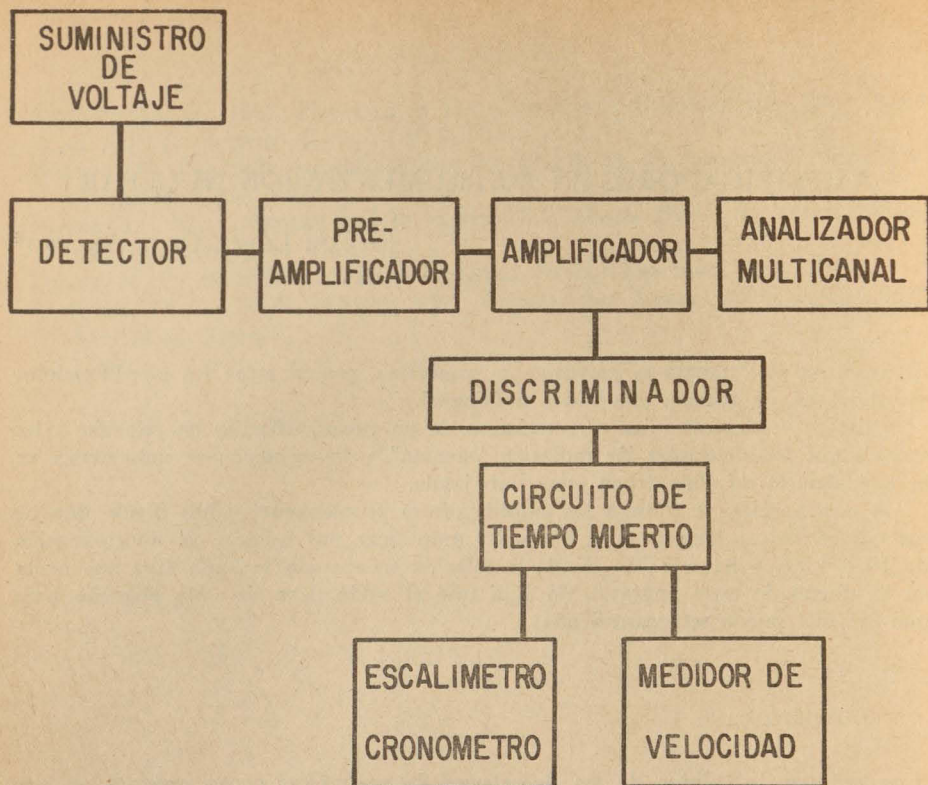 SUMINISTRO
DE
VOLTAJE
DETECTOR
PRE-
AMPLIFICADOR
AMPLIFICADOR
ANALIZADOR
MULTICANAL
DISCRIMINADOR
CIRCUITO DE
TIEMPO MUERTO
ESCALIMETRO
CRONOMETRO
MEDIDOR DE
VELOCIDAD